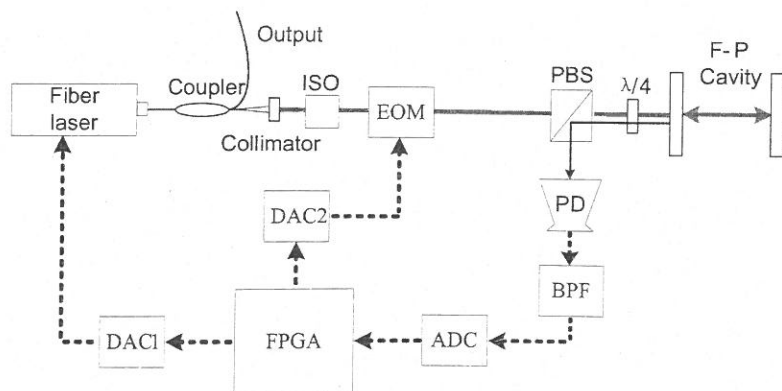 Output
Coupler
ISO
PBS
λ/4
F-P
Cavity
Fiber
laser
EOM
Collimator
DAC2
PD
BPF
DAC1
FPGA
ADC